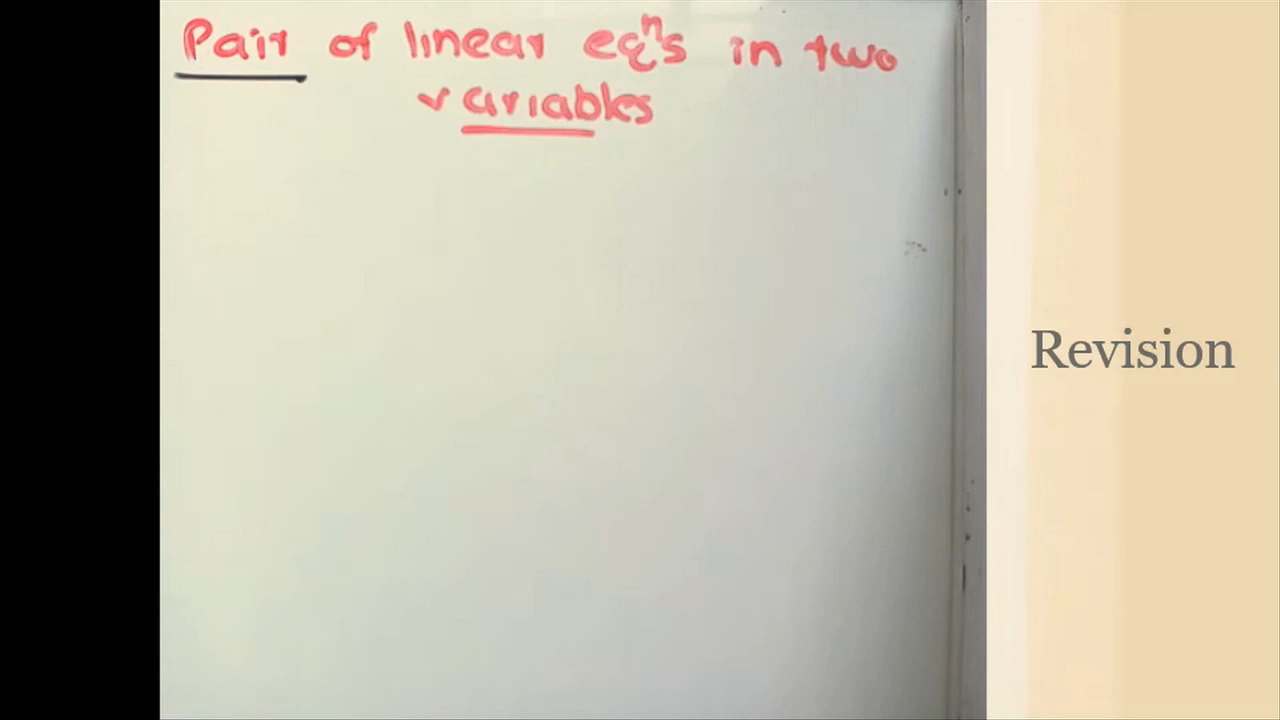 Pair of linear eqⁿs in two
variables
Revision